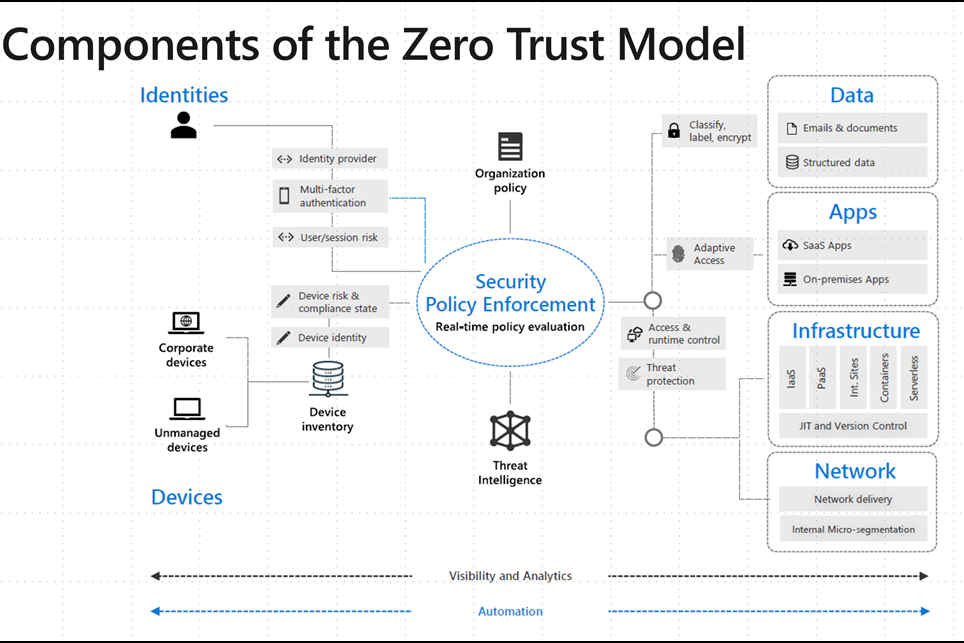 Components of the Zero Trust Model
Identities
Identity provider
Multi-factor
authentication
User/session risk
Device risk &
compliance state
Device identity
Corporate
devices
Unmanaged
devices
Device
inventory
Devices
Organization
policy
Security
Policy Enforcement
Real-time policy evaluation
Threat
Intelligence
Classify,
label, encrypt
Adaptive
Access
Access &
runtime control
Threat
protection
Data
Emails & documents
Structured data
Apps
SaaS Apps
On-premises Apps
Infrastructure
IaaS
PaaS
Int. Sites
Containers
Serverless
JIT and Version Control
Network
Network delivery
Internal Micro-segmentation
Visibility and Analytics
Automation